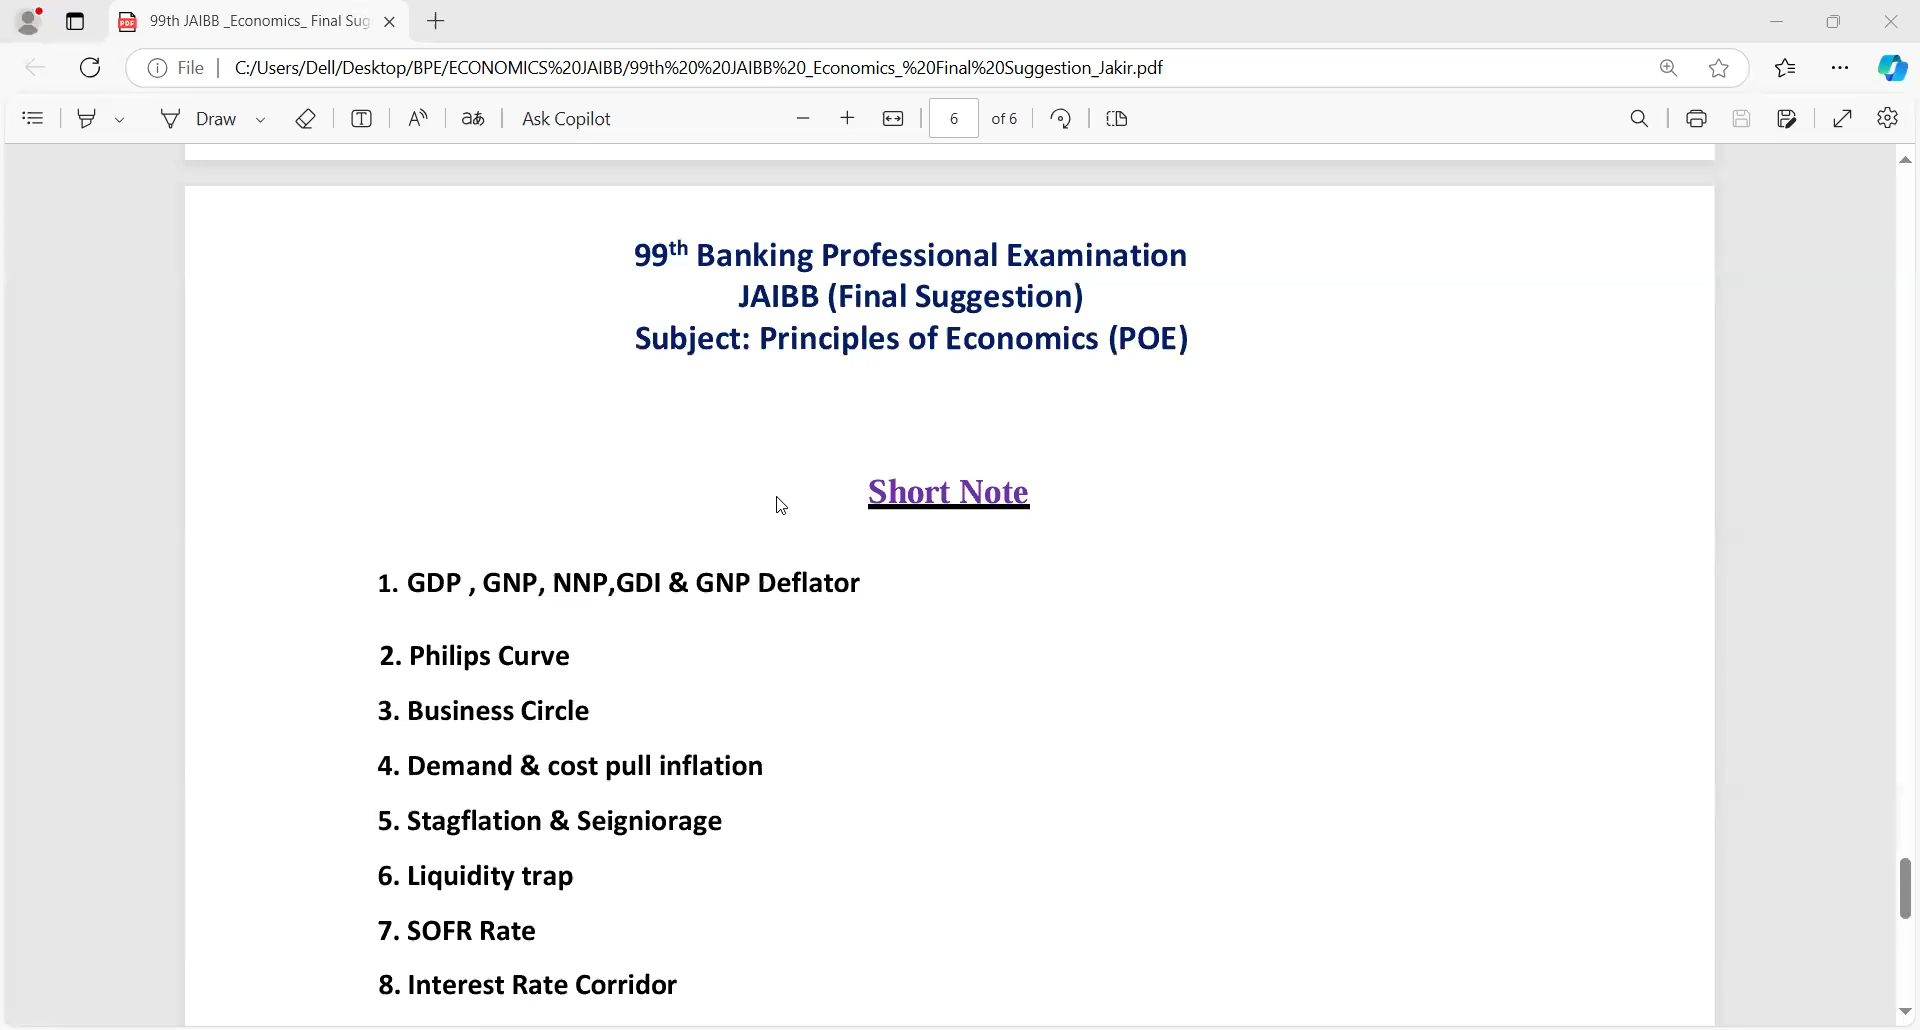 99th JAIBB _Economics_ Final Sug
File
C:/Users/Dell/Desktop/BPE/ECONOMICS%20JAIBB/99th%20%20JAIBB%20_Economics_%20Final%20Suggestion_Jakir.pdf
Draw
aあ
Ask Copilot
6 of 6
99th Banking Professional Examination
JAIBB (Final Suggestion)
Subject: Principles of Economics (POE)
Short Note
1. GDP , GNP, NNP,GDI & GNP Deflator
2. Philips Curve
3. Business Circle
4. Demand & cost pull inflation
5. Stagflation & Seigniorage
6. Liquidity trap
7. SOFR Rate
8. Interest Rate Corridor